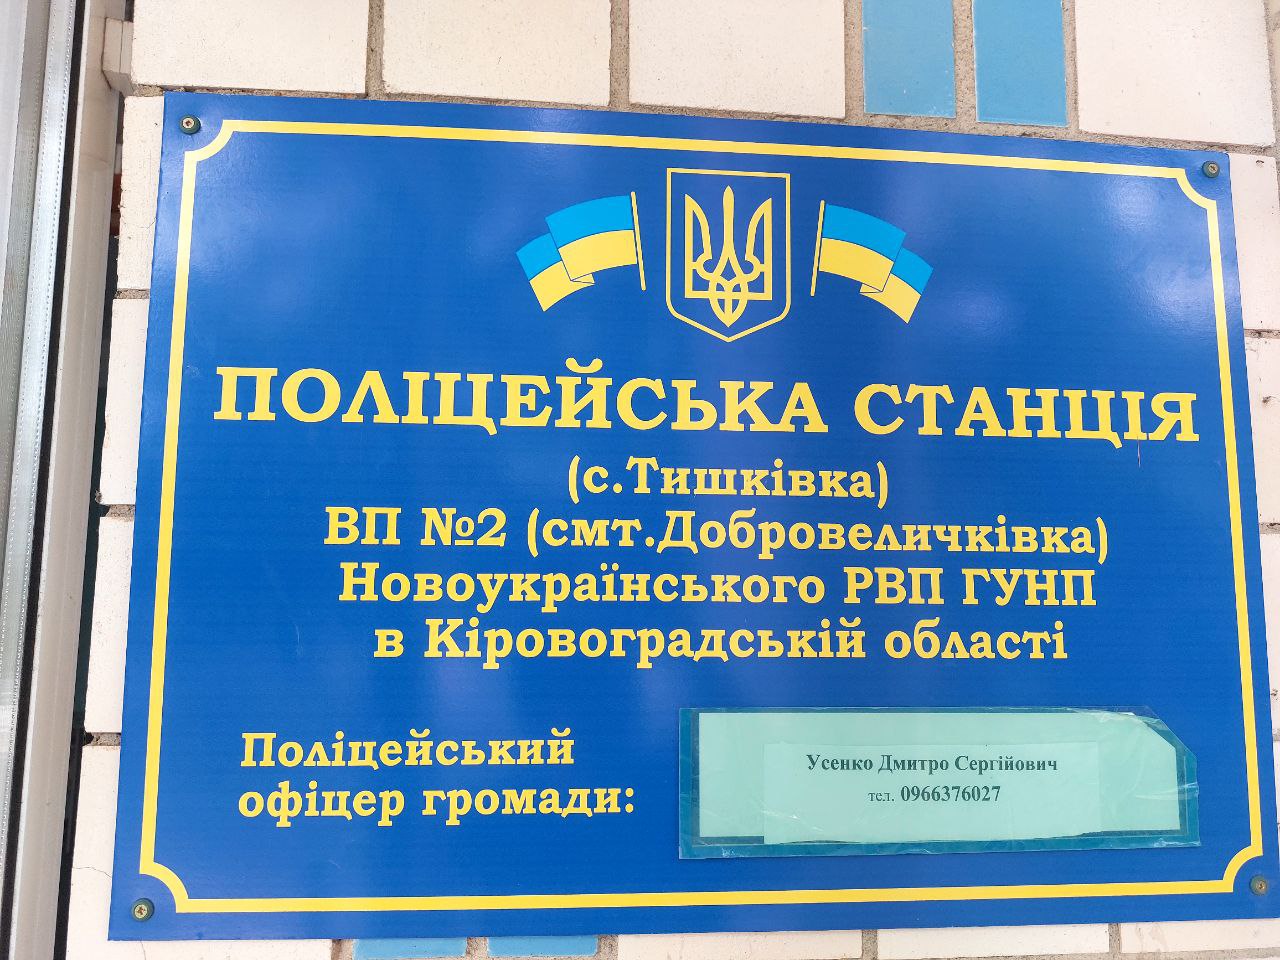 ПОЛІЦЕЙСЬКА СТАНЦІЯ
(с.Тишківка)
ВП №2 (смт.Добровеличківка)
Новоукраїнського РВП ГУНП
в Кіровоградській області
Поліцейський
офіцер громади:
Усенко Дмитро Сергійович
тел. 0966376027